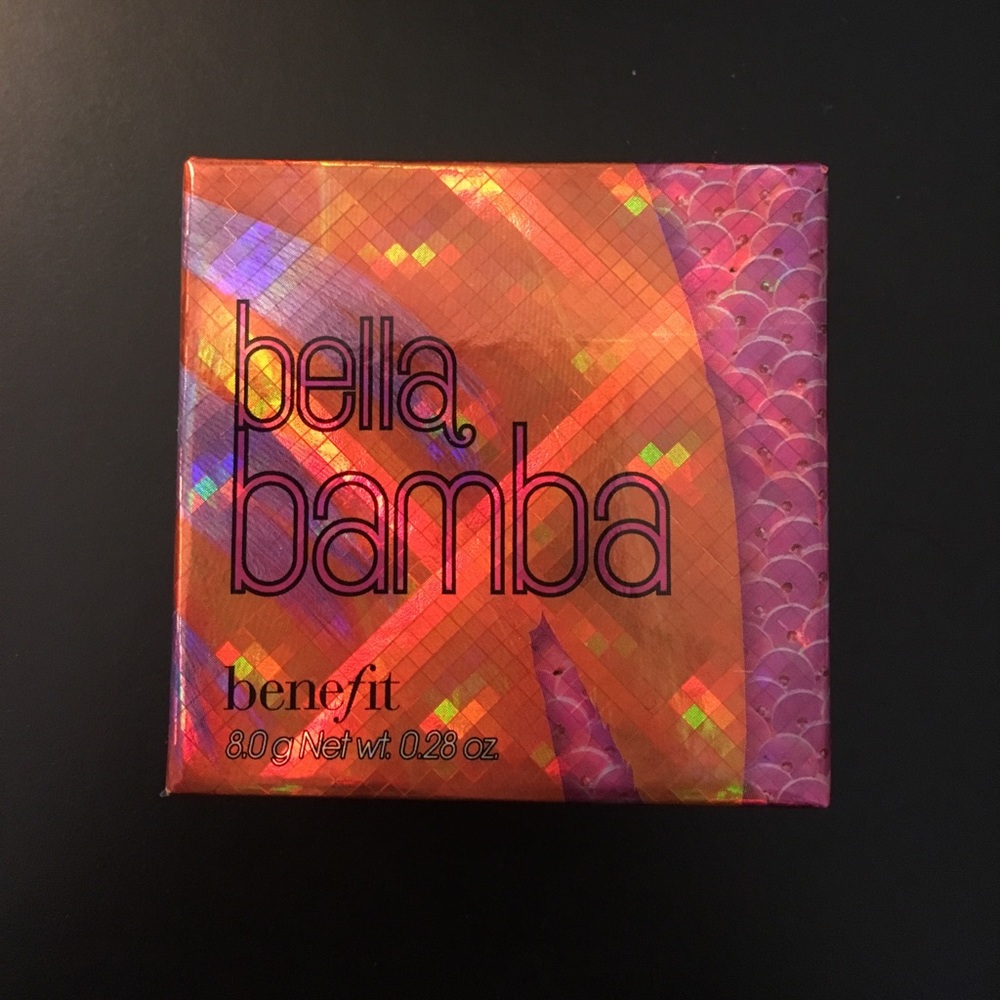 bella
bamba
benefit
8.0 g Net wt. 0.28 oz.